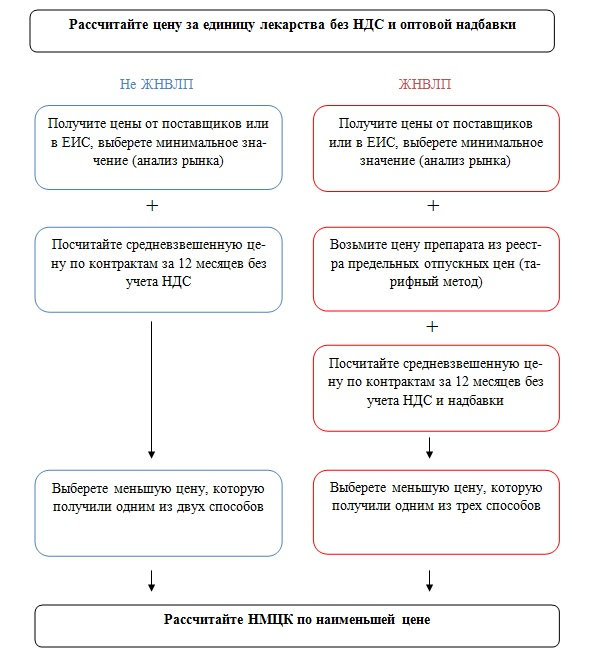 Рассчитайте цену за единицу лекарства без НДС и оптовой надбавки
Не ЖНВЛП
Получите цены от поставщиков или
в ЕИС, выберете минимальное зна-
чение (анализ рынка)
+
Посчитайте средневзвешенную це-
ну по контрактам за 12 месяцев без
учета НДС
Выберете меньшую цену, которую
получили одним из двух способов
ЖНВЛП
Получите цены от поставщиков
или в ЕИС, выберете минимальное
значение (анализ рынка)
+
Возьмите цену препарата из реест-
ра предельных отпускных цен (та-
рифный метод)
+
Посчитайте средневзвешенную це-
ну по контрактам за 12 месяцев без
учета НДС и надбавки
Выберете меньшую цену, которую
получили одним из трех способов
Рассчитайте НМЦК по наименьшей цене